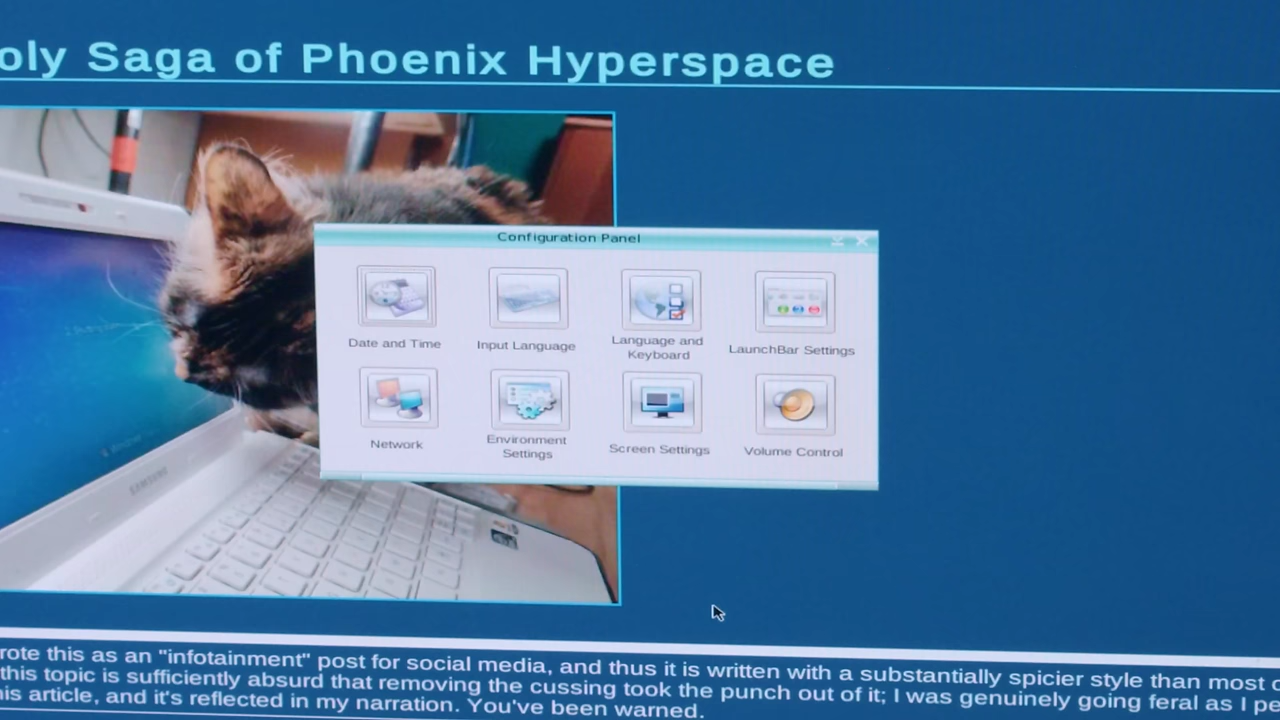 oly Saga of Phoenix Hyperspace
Configuration Panel
Date and Time
Input Language
Language and
Keyboard
LaunchBar Settings
Network
Environment
Settings
Screen Settings
Volume Control
SAMSUNG
rote this as an "infotainment" post for social media, and thus it is written with a substantially spicier style than most
this topic is sufficiently absurd that removing the cussing took the punch out of it; I was genuinely going feral as I pe
is article, and it's reflected in my narration. You've been warned.